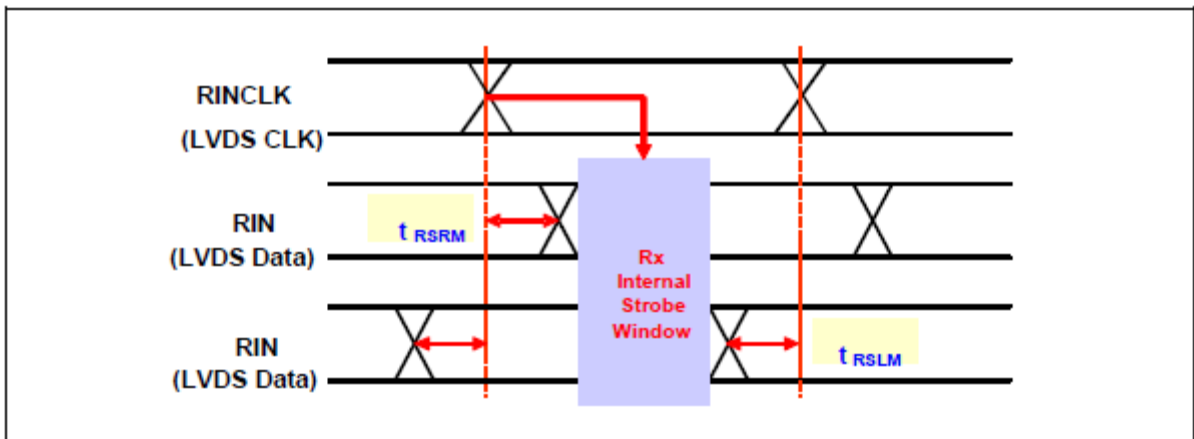 RINCLK
(LVDS CLK)
RIN
(LVDS Data)
t RSRM
Rx
Internal
Strobe
Window
RIN
(LVDS Data)
t RSLM